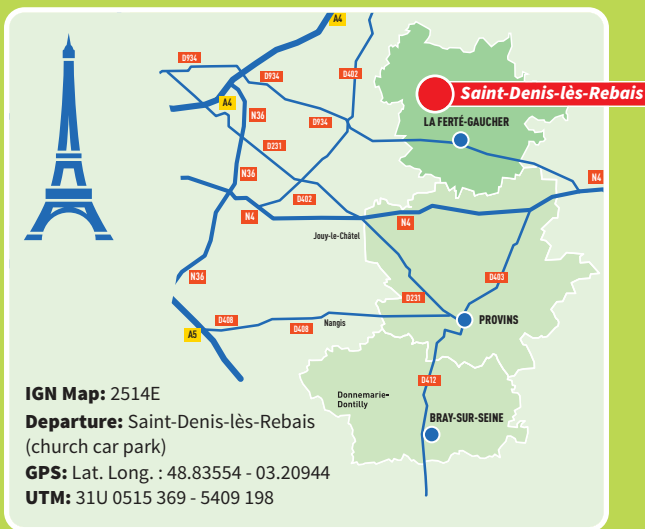 A4
D934
D934
D402
A4
N36
D934
D231
Saint-Denis-lès-Rebais
LA FERTÉ-GAUCHER
N36
D402
N4
N4
N4
Jouy-le-Châtel
N36
D231
D403
D408
D408
Nangis
PROVINS
A5
D412
Donnemarie-
Dontilly
BRAY-SUR-SEINE
IGN Map: 2514E
Departure: Saint-Denis-lès-Rebais
(church car park)
GPS: Lat. Long. : 48.83554 - 03.20944
UTM: 31U 0515 369 - 5409 198